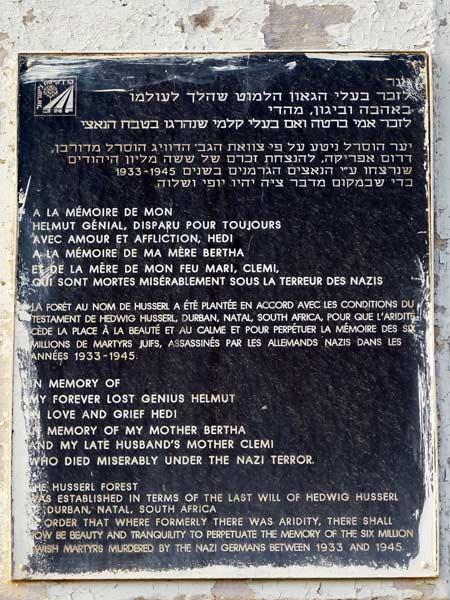 לזכר בעלי הגאון הלמוט שהלך לעולמו
באהבה וביגון, מהדי
לזכר אמי ברטה ואם בעלי קלמי שנהרגו בטבח הנאצי
יער הוסרל ניטע על פי צוואת הגב׳ הדוויג הוסרל מדורבן,
דרום אפריקה, להנצחת זכרם של ששה מליון היהודים
שנרצחו ע״י הנאצים הגרמנים בשנים 1933-1945
כדי שבמקום מדבר ציה יהיו יופי ושלוה.
A LA MÉMOIRE DE MON
HELMUT GÉNIAL, DISPARU POUR TOUJOURS
AVEC AMOUR ET AFFLICTION, HEDI
A LA MÉMOIRE DE MA MÈRE BERTHA
ET DE LA MÈRE DE MON FEU MARI, CLEMI,
QUI SONT MORTES MISÉRABLEMENT SOUS LA TERREUR DES NAZIS
LA FORÊT AU NOM DE HUSSERL A ÉTÉ PLANTÉE EN ACCORD AVEC LES CONDITIONS DU
TESTAMENT DE HEDWIG HUSSERL, DURBAN, NATAL, SOUTH AFRICA, POUR QUE L'ARIDITÉ
CÈDE LA PLACE À LA BEAUTÉ ET AU CALME ET POUR PERPÉTUER LA MÉMOIRE DES SIX
MILLIONS DE MARTYRS JUIFS, ASSASSINÉS PAR LES ALLEMANDS NAZIS DANS LES
ANNÉES 1933-1945.
IN MEMORY OF
MY FOREVER LOST GENIUS HELMUT
IN LOVE AND GRIEF HEDI
IN MEMORY OF MY MOTHER BERTHA
AND MY LATE HUSBAND'S MOTHER CLEMI
WHO DIED MISERABLY UNDER THE NAZI TERROR.
THE HUSSERL FOREST
WAS ESTABLISHED IN TERMS OF THE LAST WILL OF HEDWIG HUSSERL
DURBAN, NATAL, SOUTH AFRICA
ORDER THAT WHERE FORMERLY THERE WAS ARIDITY, THERE SHALL
NOW BE BEAUTY AND TRANQUILITY TO PERPETUATE THE MEMORY OF THE SIX MILLION
JEWISH MARTYRS MURDERED BY THE NAZI GERMANS BETWEEN 1933 AND 1945.